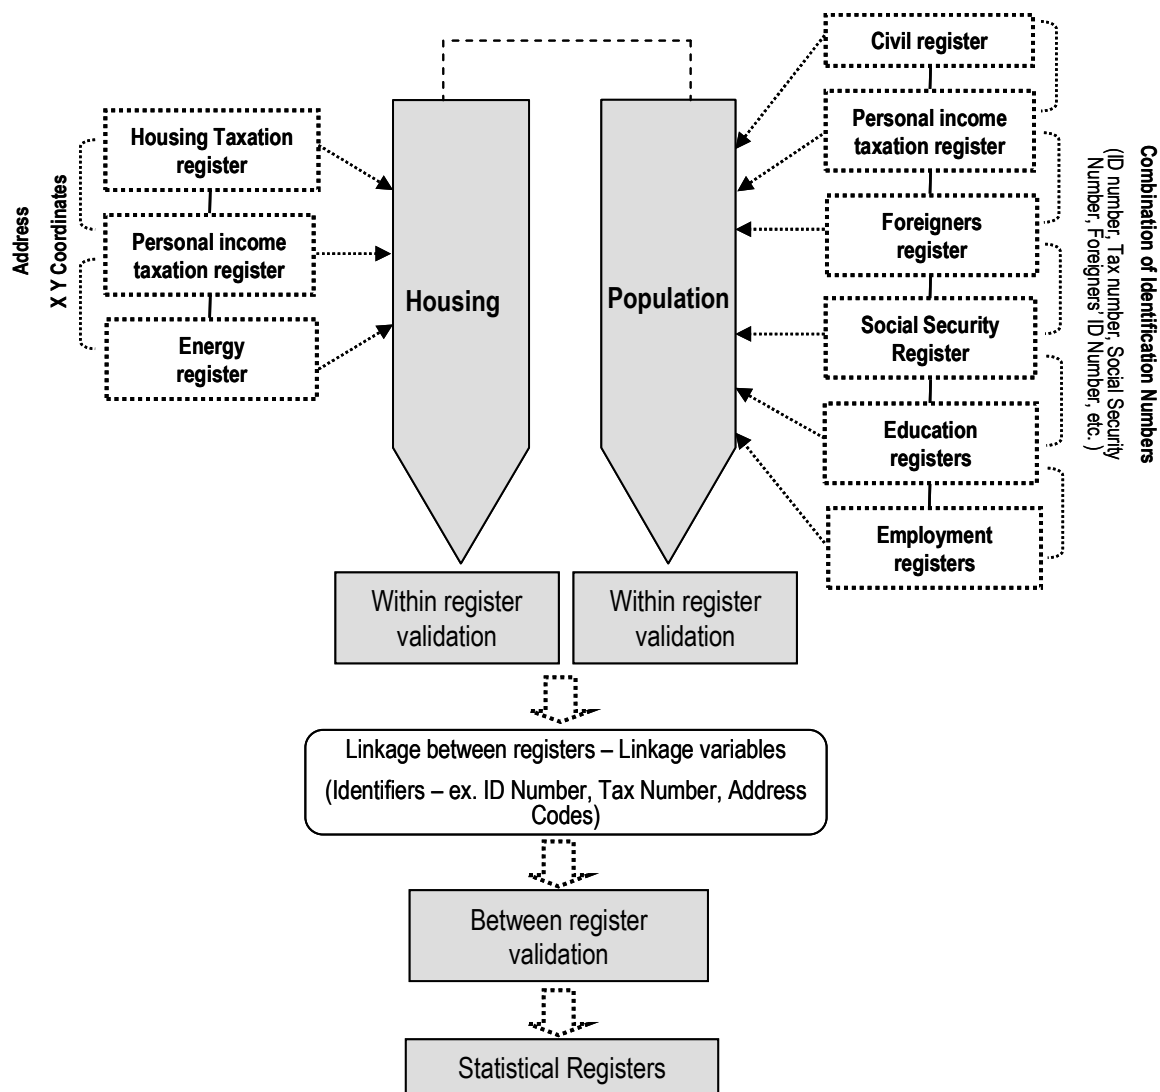 Address
X Y Coordinates
Housing Taxation
register
Personal income
taxation register
Energy
register
Housing
Population
Civil register
Personal income
taxation register
Foreigners
register
Social Security
Register
Education
registers
Employment
registers
Combination of Identification Numbers
(ID number, Tax number, Social Security
Number, Foreigners' ID Number, etc. )
Within register
validation
Within register
validation
Linkage between registers – Linkage variables
(Identifiers – ex. ID Number, Tax Number, Address
Codes)
Between register
validation
Statistical Registers